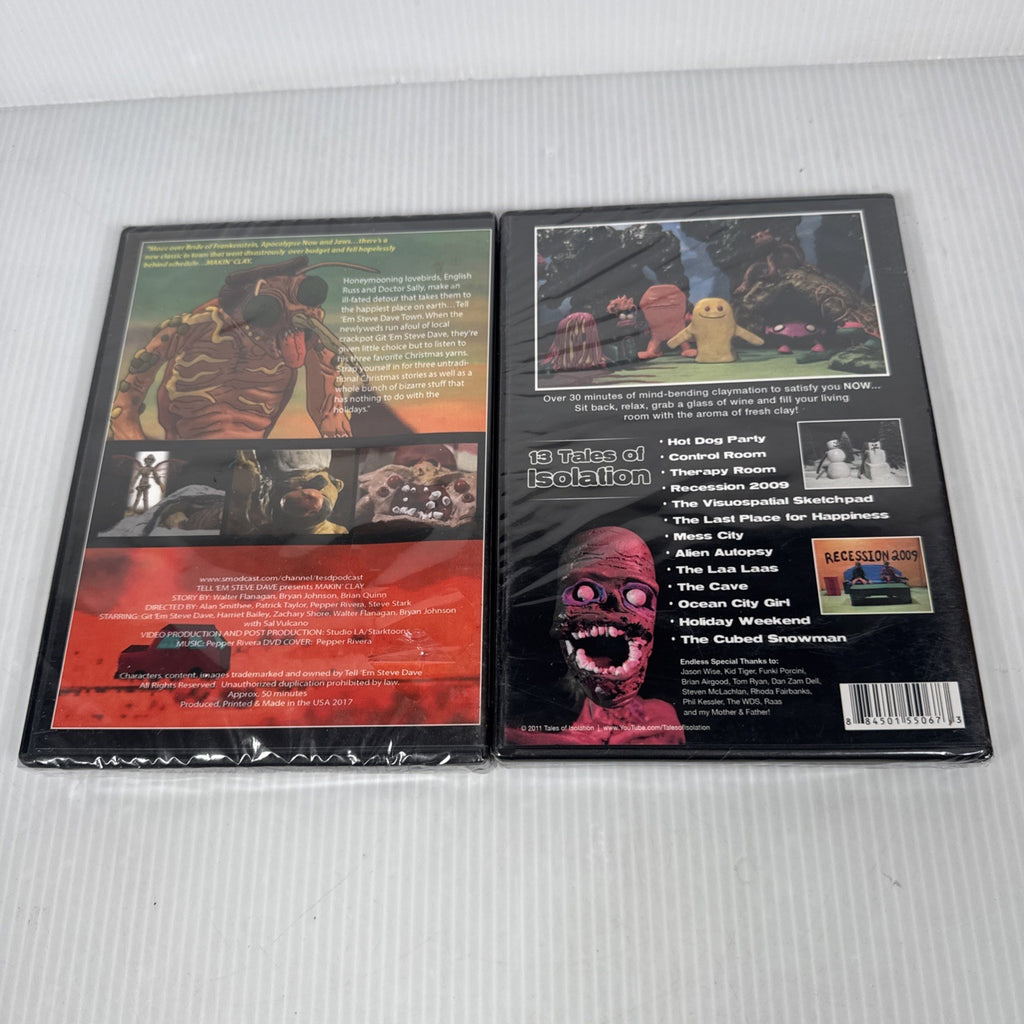 "Move over Bride of Frankenstein, Apocalypse Now and Jaws...there's a
new classic in town that went disastrously over budget and fell hopelessly
behind schedule...MAKIN' CLAY.
Honeymooning lovebirds, English
Russ and Doctor Sally, make an
ill-fated detour that takes them to
the happiest place on earth....Tell
'Em Steve Dave Town. When the
newlyweds run afoul of local
crackpot Git 'Em Steve Dave, they're
given little choice but to listen to
his three favorite Christmas yarns.
Strap yourself in for three untradi-
tional Christmas stories as well as a
whole bunch of bizarre stuff that
has nothing to do with the
holidays."
www.smodcast.com/channel/tesdpodcast
TELL 'EM STEVE DAVE presents MAKIN' CLAY
STORY BY: Walter Flanagan, Bryan Johnson, Brian Quinn
DIRECTED BY: Alan Smithee, Patrick Taylor, Pepper Rivera, Steve Stark
STARRING: Git 'Em Steve Dave, Harriet Bailey, Zachary Shore, Walter Flanagan, Bryan Johnson
with Sal Vulcano
VIDEO PRODUCTION AND POST PRODUCTION: Studio LA/Starktoons
MUSIC: Pepper Rivera DVD COVER: Pepper Rivera
Characters, content, images trademarked and owned by Tell 'Em Steve Dave
All Rights Reserved. Unauthorized duplication prohibited by law.
Approx. 50 minutes
Produced, Printed & Made in the USA 2017
Over 30 minutes of mind-bending claymation to satisfy you NOW...
Sit back, relax, grab a glass of wine and fill your living
room with the aroma of fresh clay!
13 Tales of
Isolation
• Hot Dog Party
• Control Room
• Therapy Room
• Recession 2009
• The Visuospatial Sketchpad
• The Last Place for Happiness
• Mess City
• Alien Autopsy
• The Laa Laas
• The Cave
• Ocean City Girl
• Holiday Weekend
• The Cubed Snowman
RECESSION 2009
Endless Special Thanks to:
Jason Wise, Kid Tiger, Funki Porcini,
Brian Airgood, Tom Ryan, Dan Zam Dell,
Steven McLachlan, Rhoda Fairbanks,
Phil Kessler, The WDS, Raas
and my Mother & Father!
© 2011 Tales of Isolation | www.YouTube.com/TalesofIsolation
8 84501 55067 3